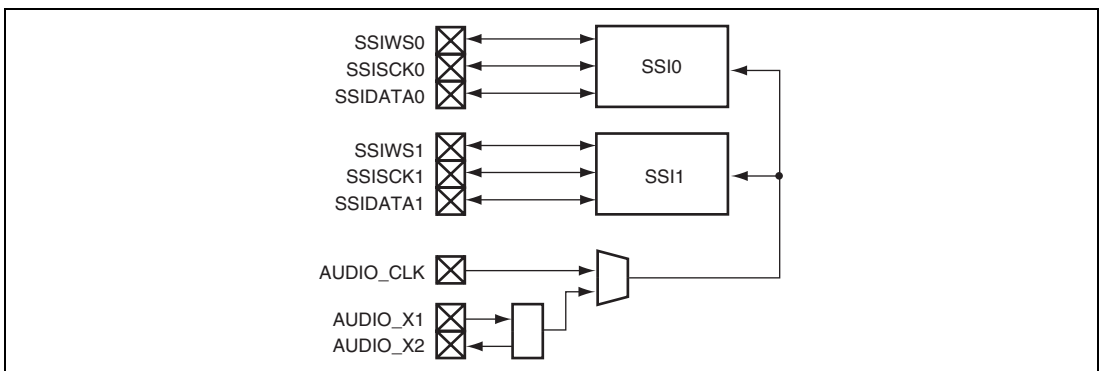 SSIWS0
SSISCK0
SSIDATA0
SSI0
SSIWS1
SSISCK1
SSIDATA1
SSI1
AUDIO_CLK
AUDIO_X1
AUDIO_X2